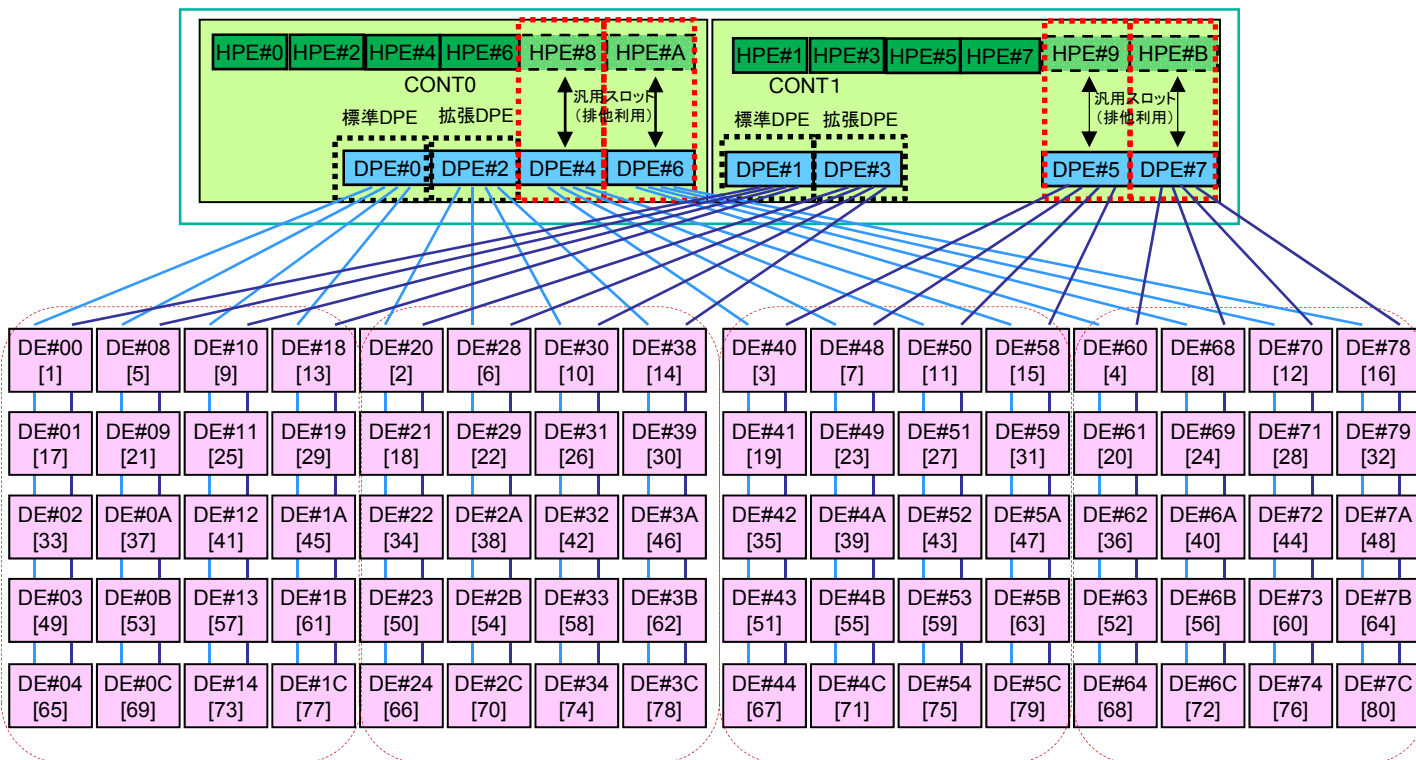 HPE#0 HPE#2 HPE#4 HPE#6 HPE#8 HPE#A
CONT0
標準DPE 拡張DPE
汎用スロット
(排他利用)
DPE#0 DPE#2 DPE#4 DPE#6
HPE#1 HPE#3 HPE#5 HPE#7 HPE#9 HPE#B
CONT1
標準DPE 拡張DPE
汎用スロット
(排他利用)
DPE#1 DPE#3 DPE#5 DPE#7
DE#00 DE#08 DE#10 DE#18 DE#20 DE#28 DE#30 DE#38 DE#40 DE#48 DE#50 DE#58 DE#60 DE#68 DE#70 DE#78
[1] [5] [9] [13] [2] [6] [10] [14] [3] [7] [11] [15] [4] [8] [12] [16]
DE#01 DE#09 DE#11 DE#19 DE#21 DE#29 DE#31 DE#39 DE#41 DE#49 DE#51 DE#59 DE#61 DE#69 DE#71 DE#79
[17] [21] [25] [29] [18] [22] [26] [30] [19] [23] [27] [31] [20] [24] [28] [32]
DE#02 DE#0A DE#12 DE#1A DE#22 DE#2A DE#32 DE#3A DE#42 DE#4A DE#52 DE#5A DE#62 DE#6A DE#72 DE#7A
[33] [37] [41] [45] [34] [38] [42] [46] [35] [39] [43] [47] [36] [40] [44] [48]
DE#03 DE#0B DE#13 DE#1B DE#23 DE#2B DE#33 DE#3B DE#43 DE#4B DE#53 DE#5B DE#63 DE#6B DE#73 DE#7B
[49] [53] [57] [61] [50] [54] [58] [62] [51] [55] [59] [63] [52] [56] [60] [64]
DE#04 DE#0C DE#14 DE#1C DE#24 DE#2C DE#34 DE#3C DE#44 DE#4C DE#54 DE#5C DE#64 DE#6C DE#74 DE#7C
[65] [69] [73] [77] [66] [70] [74] [78] [67] [71] [75] [79] [68] [72] [76] [80]